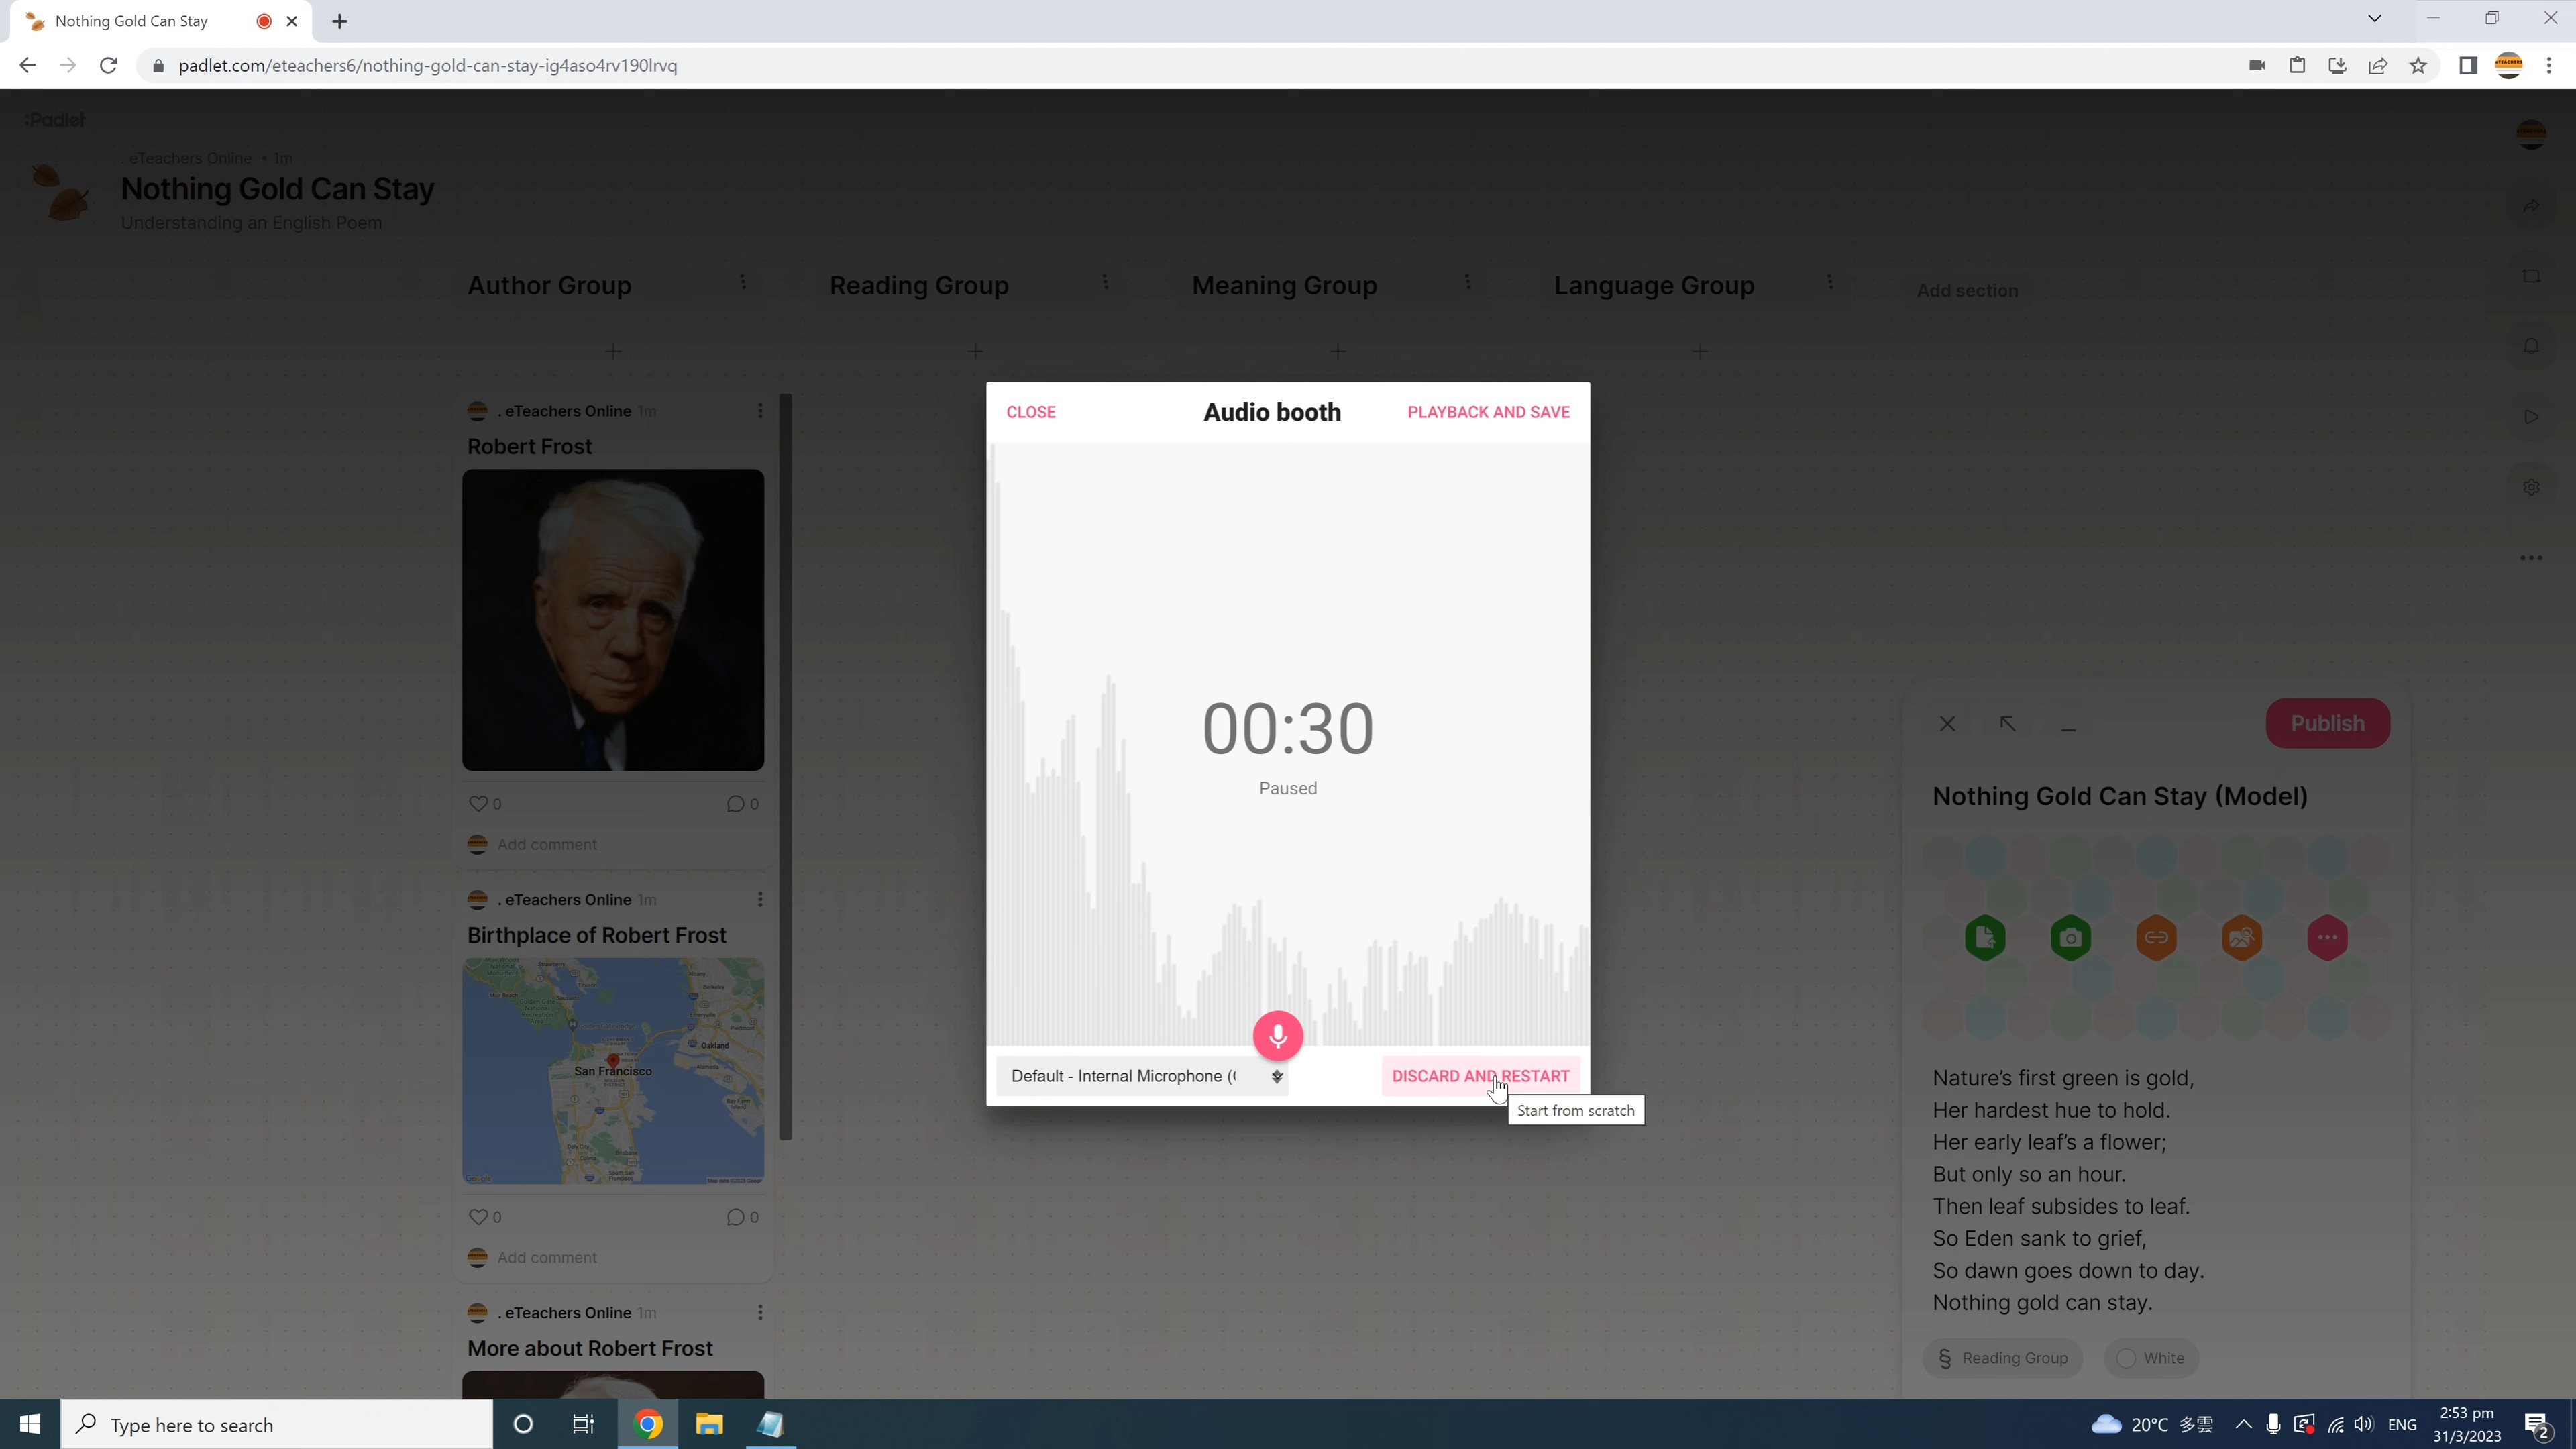 Nothing Gold Can Stay
padlet.com/eteachers6/nothing-gold-can-stay-ig4aso4rv190lrvq
:Padlet
. eTeachers Online • 1m
Nothing Gold Can Stay
Understanding an English Poem
Author Group
Reading Group
Meaning Group
Language Group
Add section
. eTeachers Online 1m
Robert Frost
0
0
Add comment
. eTeachers Online 1m
Birthplace of Robert Frost
Oakland
San Francisco
0
0
Add comment
. eTeachers Online 1m
More about Robert Frost
CLOSE
Audio booth
PLAYBACK AND SAVE
00:30
Paused
Default - Internal Microphone (
DISCARD AND RESTART
Start from scratch
Publish
Nothing Gold Can Stay (Model)
Nature's first green is gold,
Her hardest hue to hold.
Her early leaf's a flower;
But only so an hour.
Then leaf subsides to leaf.
So Eden sank to grief,
So dawn goes down to day.
Nothing gold can stay.
Reading Group
White
Type here to search
20°C 多雲
ENG
2:53 pm
31/3/2023
2